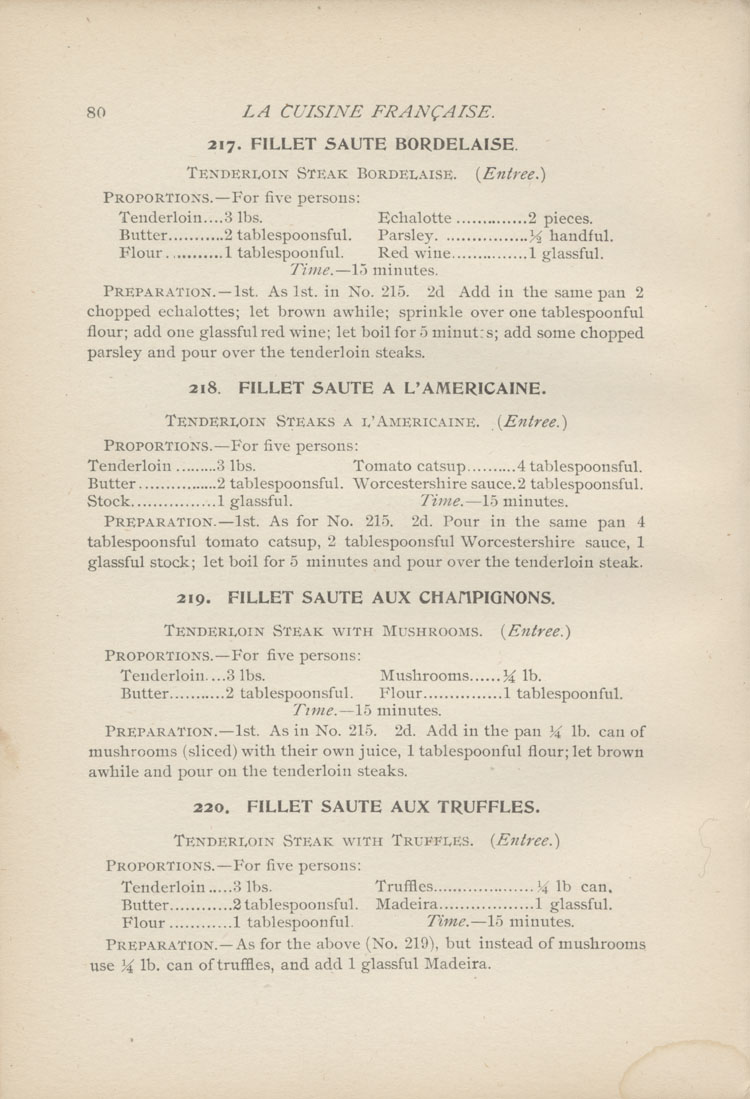 80 LA CUISINE FRANÇAISE.
217. FILLET SAUTE BORDELAISE.
TENDERLOIN STEAK BORDELAISE. (Entree.)
PROPORTIONS.—For five persons:
Tenderloin....3 lbs. Echalotte ..............2 pieces.
Butter...........2 tablespoonsful. Parsley. ................½ handful.
Flour ...........1 tablespoonful. Red wine...............1 glassful.
Time.—15 minutes.
PREPARATION.—1st. As 1st. in No. 215. 2d Add in the same pan 2
chopped echalottes; let brown awhile; sprinkle over one tablespoonful
flour; add one glassful red wine; let boil for 5 minutes; add some chopped
parsley and pour over the tenderloin steaks.
218. FILLET SAUTE A L'AMERICAINE.
TENDERLOIN STEAKS A L'AMERICAINE. (Entree.)
PROPORTIONS.—For five persons:
Tenderloin .........3 lbs. Tomato catsup..........4 tablespoonsful.
Butter................2 tablespoonsful. Worcestershire sauce.2 tablespoonsful.
Stock.................1 glassful. Time.—15 minutes.
PREPARATION.—1st. As for No. 215. 2d. Pour in the same pan 4
tablespoonsful tomato catsup, 2 tablespoonsful Worcestershire sauce, 1
glassful stock; let boil for 5 minutes and pour over the tenderloin steak.
219. FILLET SAUTE AUX CHAMPIGNONS.
TENDERLOIN STEAK WITH MUSHROOMS. (Entree.)
PROPORTIONS.—For five persons:
Tenderloin....3 lbs. Mushrooms......¼ lb.
Butter...........2 tablespoonsful. Flour...............1 tablespoonful.
Time.—15 minutes.
PREPARATION.—1st. As in No. 215. 2d. Add in the pan ¼ lb. can of
mushrooms (sliced) with their own juice, 1 tablespoonful flour; let brown
awhile and pour on the tenderloin steaks.
220. FILLET SAUTE AUX TRUFFLES.
TENDERLOIN STEAK WITH TRUFFLES. (Entree.)
PROPORTIONS.—For five persons:
Tenderloin .....3 lbs. Truffles....................¼ lb can.
Butter............2 tablespoonsful. Madeira..................1 glassful.
Flour ............1 tablespoonful. Time.—15 minutes.
PREPARATION.—As for the above (No. 219), but instead of mushrooms
use ¼ lb. can of truffles, and add 1 glassful Madeira.